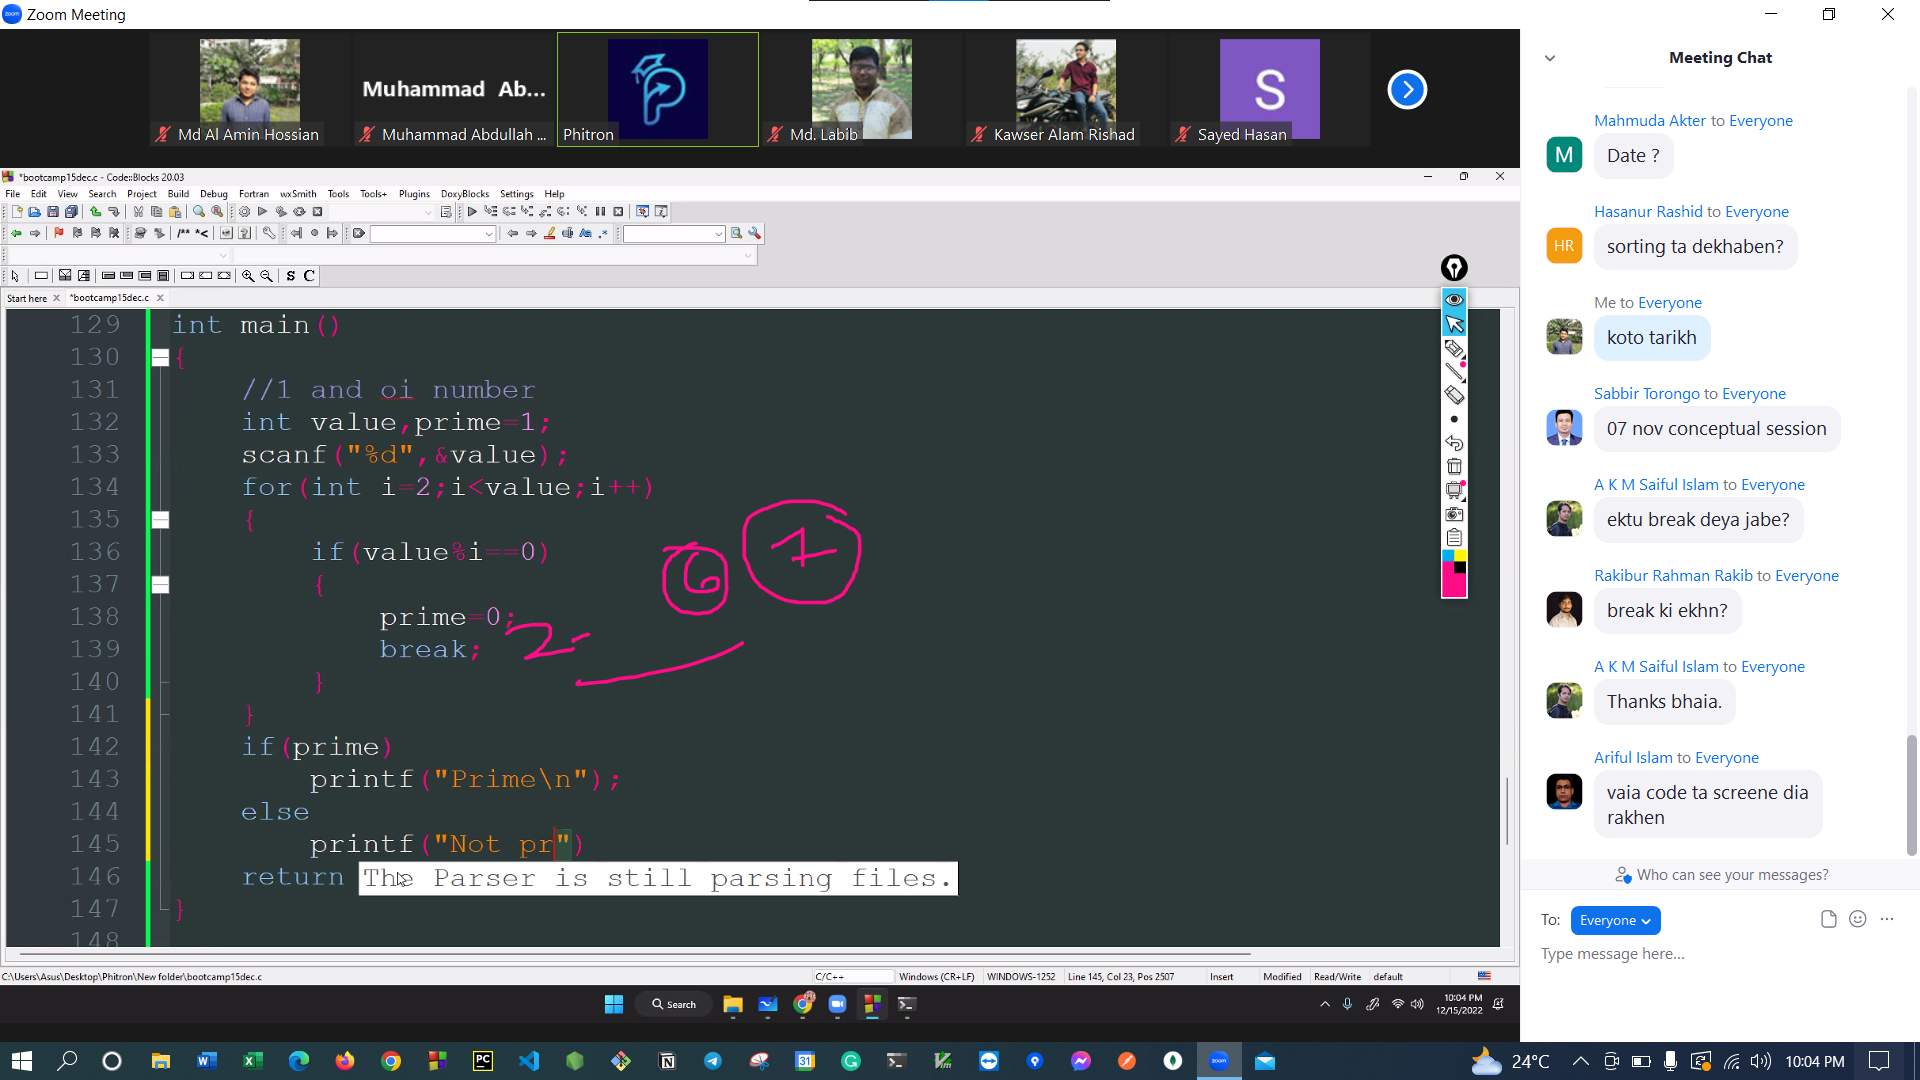 Zoom Meeting
Muhammad Ab...
S
Md Al Amin Hossian
Muhammad Abdullah ...
Phitron
Md. Labib
Kawser Alam Rishad
Sayed Hasan
*bootcamp15dec.c - Code::Blocks 20.03
File Edit View Search Project Build Debug Fortran wxSmith Tools Tools+ Plugins DoxyBlocks Settings Help
/** *<
S C
Start here *bootcamp15dec.c
129 int main()
130 {
131 //1 and oi number
132 int value,prime=1;
133 scanf("%d",&value);
134 for(int i=2;i<value;i++)
135 {
136 if(value%i==0)
137 {
138 prime=0;
139 break;
140 }
141 }
142 if(prime)
143 printf("Prime\n");
144 else
145 printf("Not pr")
146 return
The Parser is still parsing files.
147 }
148
6 7
2
C:\Users\Asus\Desktop\Phitron\New folder\bootcamp15dec.c C/C++ Windows (CR+LF) WINDOWS-1252 Line 145, Col 23, Pos 2507 Insert Modified Read/Write default
Search
10:04 PM
12/15/2022
Meeting Chat
Mahmuda Akter to Everyone
M
Date ?
Hasanur Rashid to Everyone
HR
sorting ta dekhaben?
Me to Everyone
koto tarikh
Sabbir Torongo to Everyone
07 nov conceptual session
A K M Saiful Islam to Everyone
ektu break deya jabe?
Rakibur Rahman Rakib to Everyone
break ki ekhn?
A K M Saiful Islam to Everyone
Thanks bhaia.
Ariful Islam to Everyone
vaia code ta screene dia
rakhen
Who can see your messages?
To: Everyone
Type message here...
24°C
10:04 PM